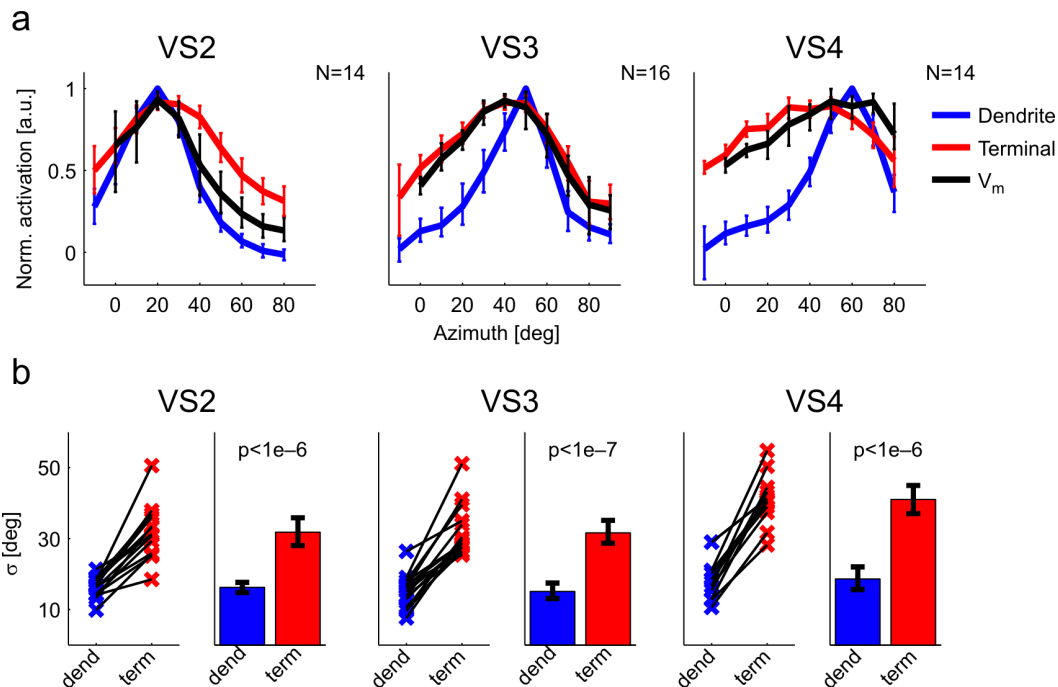 a
VS2
VS3
VS4
N=14
N=16
N=14
Norm. activation [a.u.]
1
0.5
0
Dendrite
Terminal
Vm
0 20 40 60 80
0 20 40 60 80
0 20 40 60 80
Azimuth [deg]
b
VS2
VS3
VS4
σ [deg]
50
30
10
p<1e–6
p<1e–7
p<1e–6
dend term
dend term
dend term
dend term
dend term
dend term